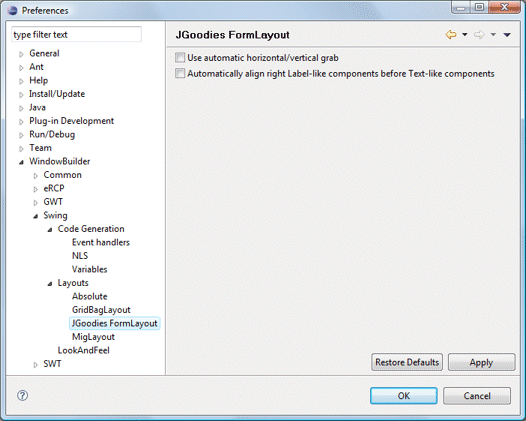 Preferences
type filter text
General
Ant
Help
Install/Update
Java
Plug-in Development
Run/Debug
Team
WindowBuilder
Common
eRCP
GWT
Swing
Code Generation
Event handlers
NLS
Variables
Layouts
Absolute
GridBagLayout
JGoodies FormLayout
MigLayout
LookAndFeel
SWT
JGoodies FormLayout
Use automatic horizontal/vertical grab
Automatically align right Label-like components before Text-like components
Restore Defaults Apply
? OK Cancel